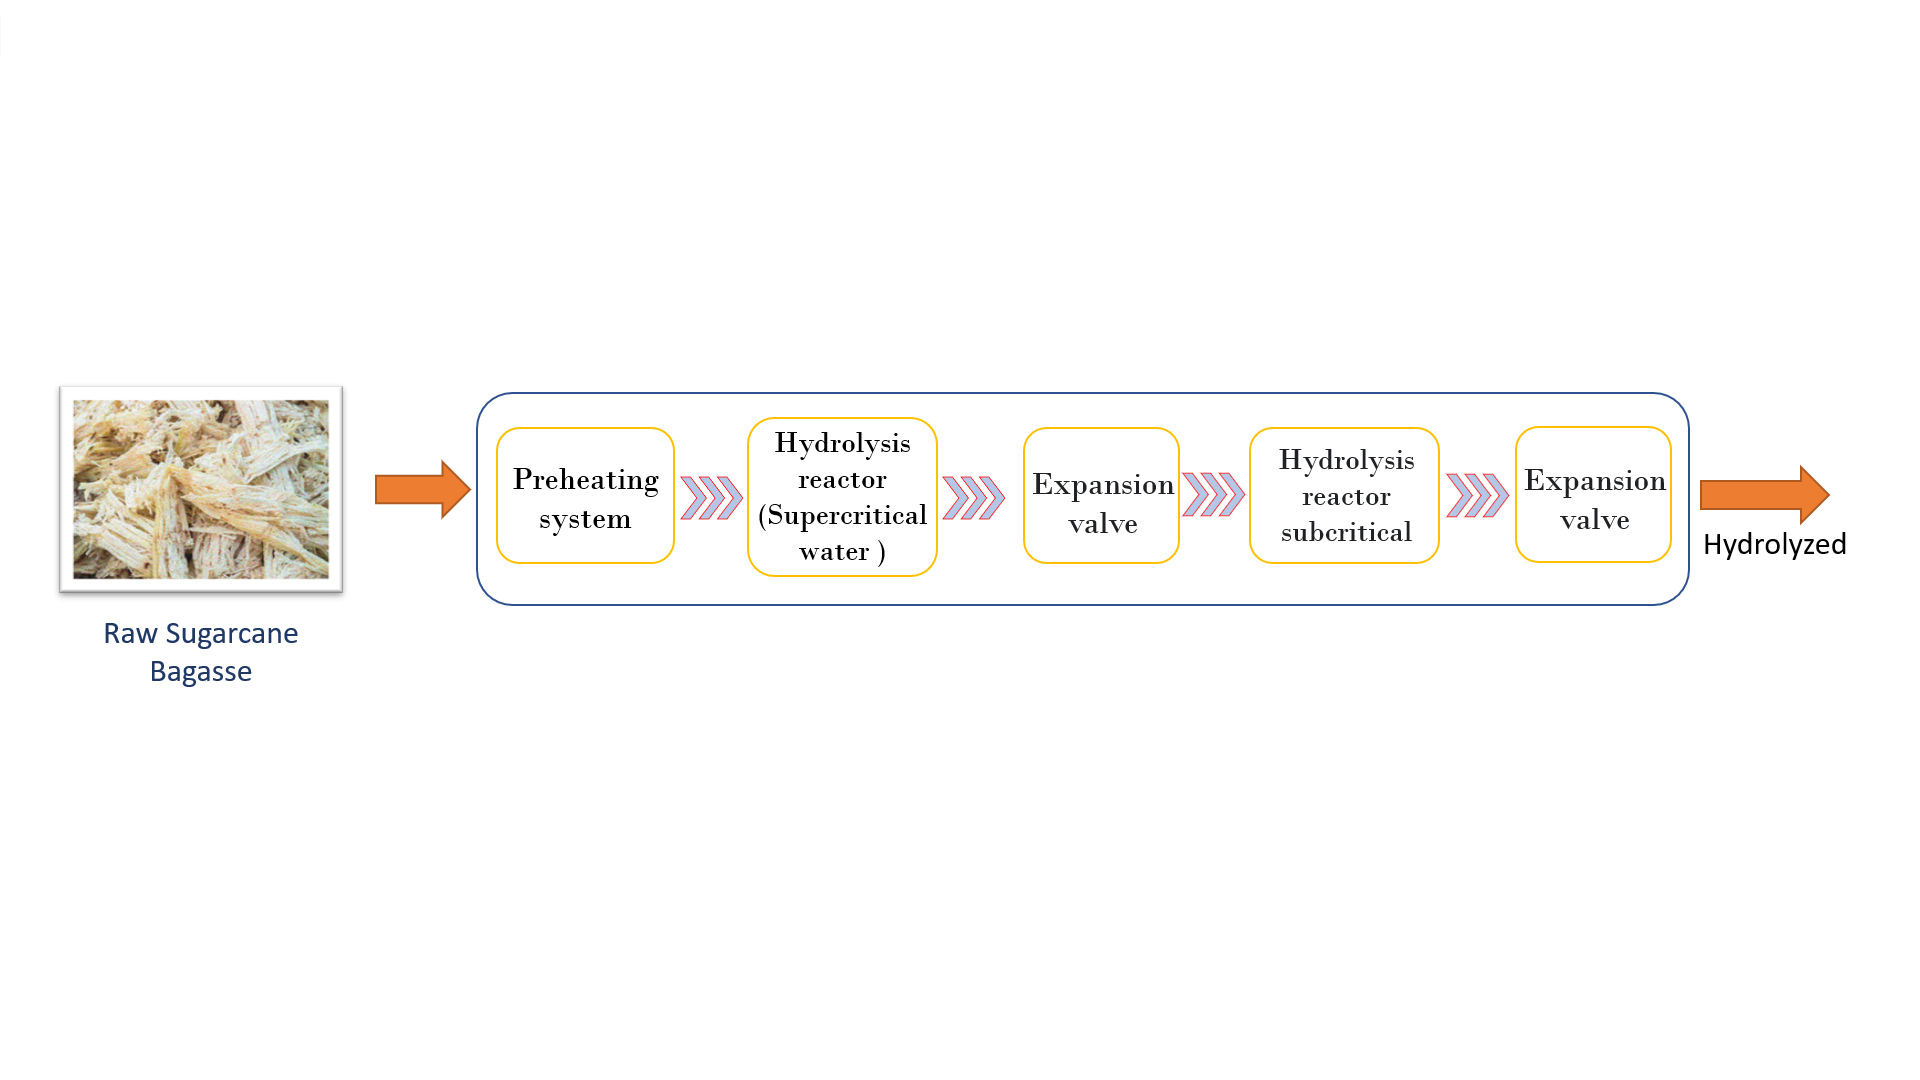 Raw Sugarcane
Bagasse
Preheating
system
Hydrolysis
reactor
(Supercritical
water )
Expansion
valve
Hydrolysis
reactor
subcritical
Expansion
valve
Hydrolyzed